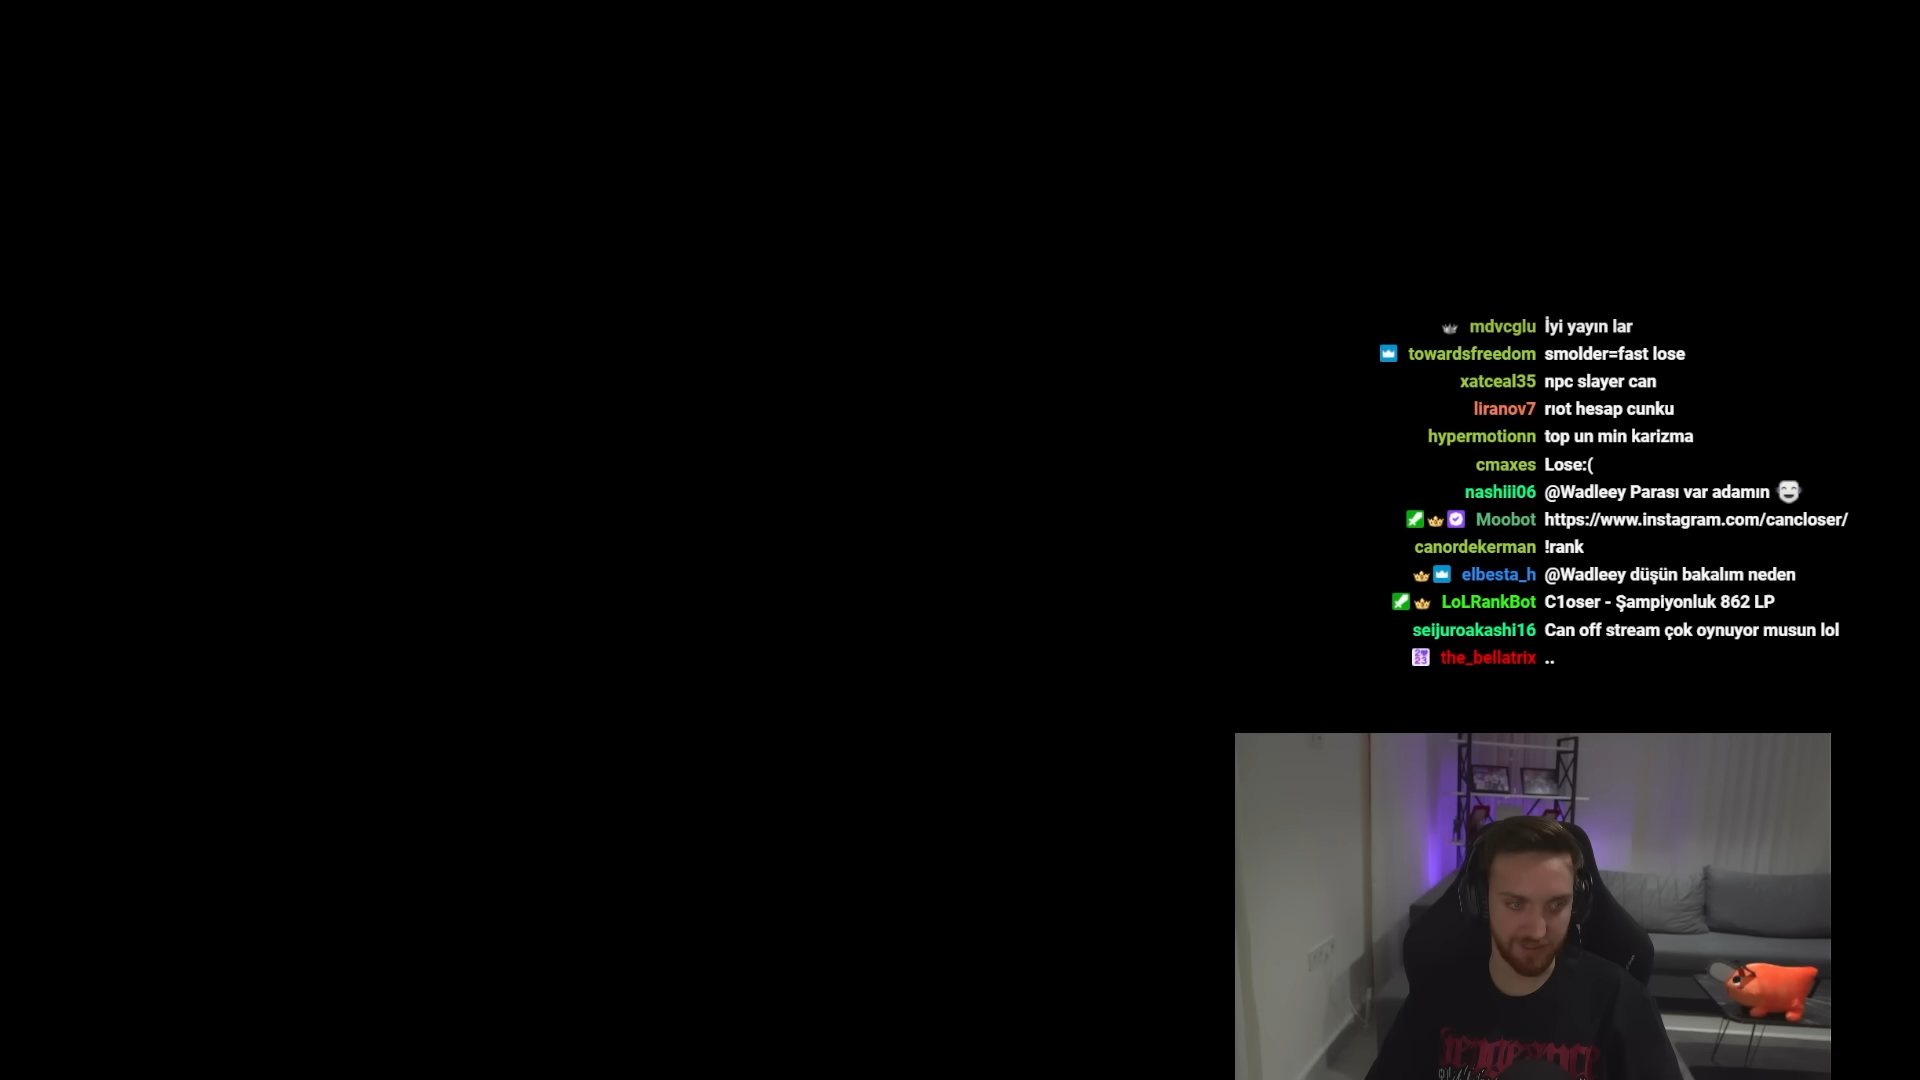 mdvcglu İyi yayın lar
towardsfreedom smolder=fast lose
xatceal35 npc slayer can
liranov7 rıot hesap cunku
hypermotionn top un min karizma
cmaxes Lose:(
nashiii06 @Wadleey Parası var adamın
Moobot https://www.instagram.com/cancloser/
canordekerman !rank
elbesta_h @Wadleey düşün bakalım neden
LoLRankBot C1oser - Şampiyonluk 862 LP
seijuroakashi16 Can off stream çok oynuyor musun lol
the_bellatrix ..
vengeance